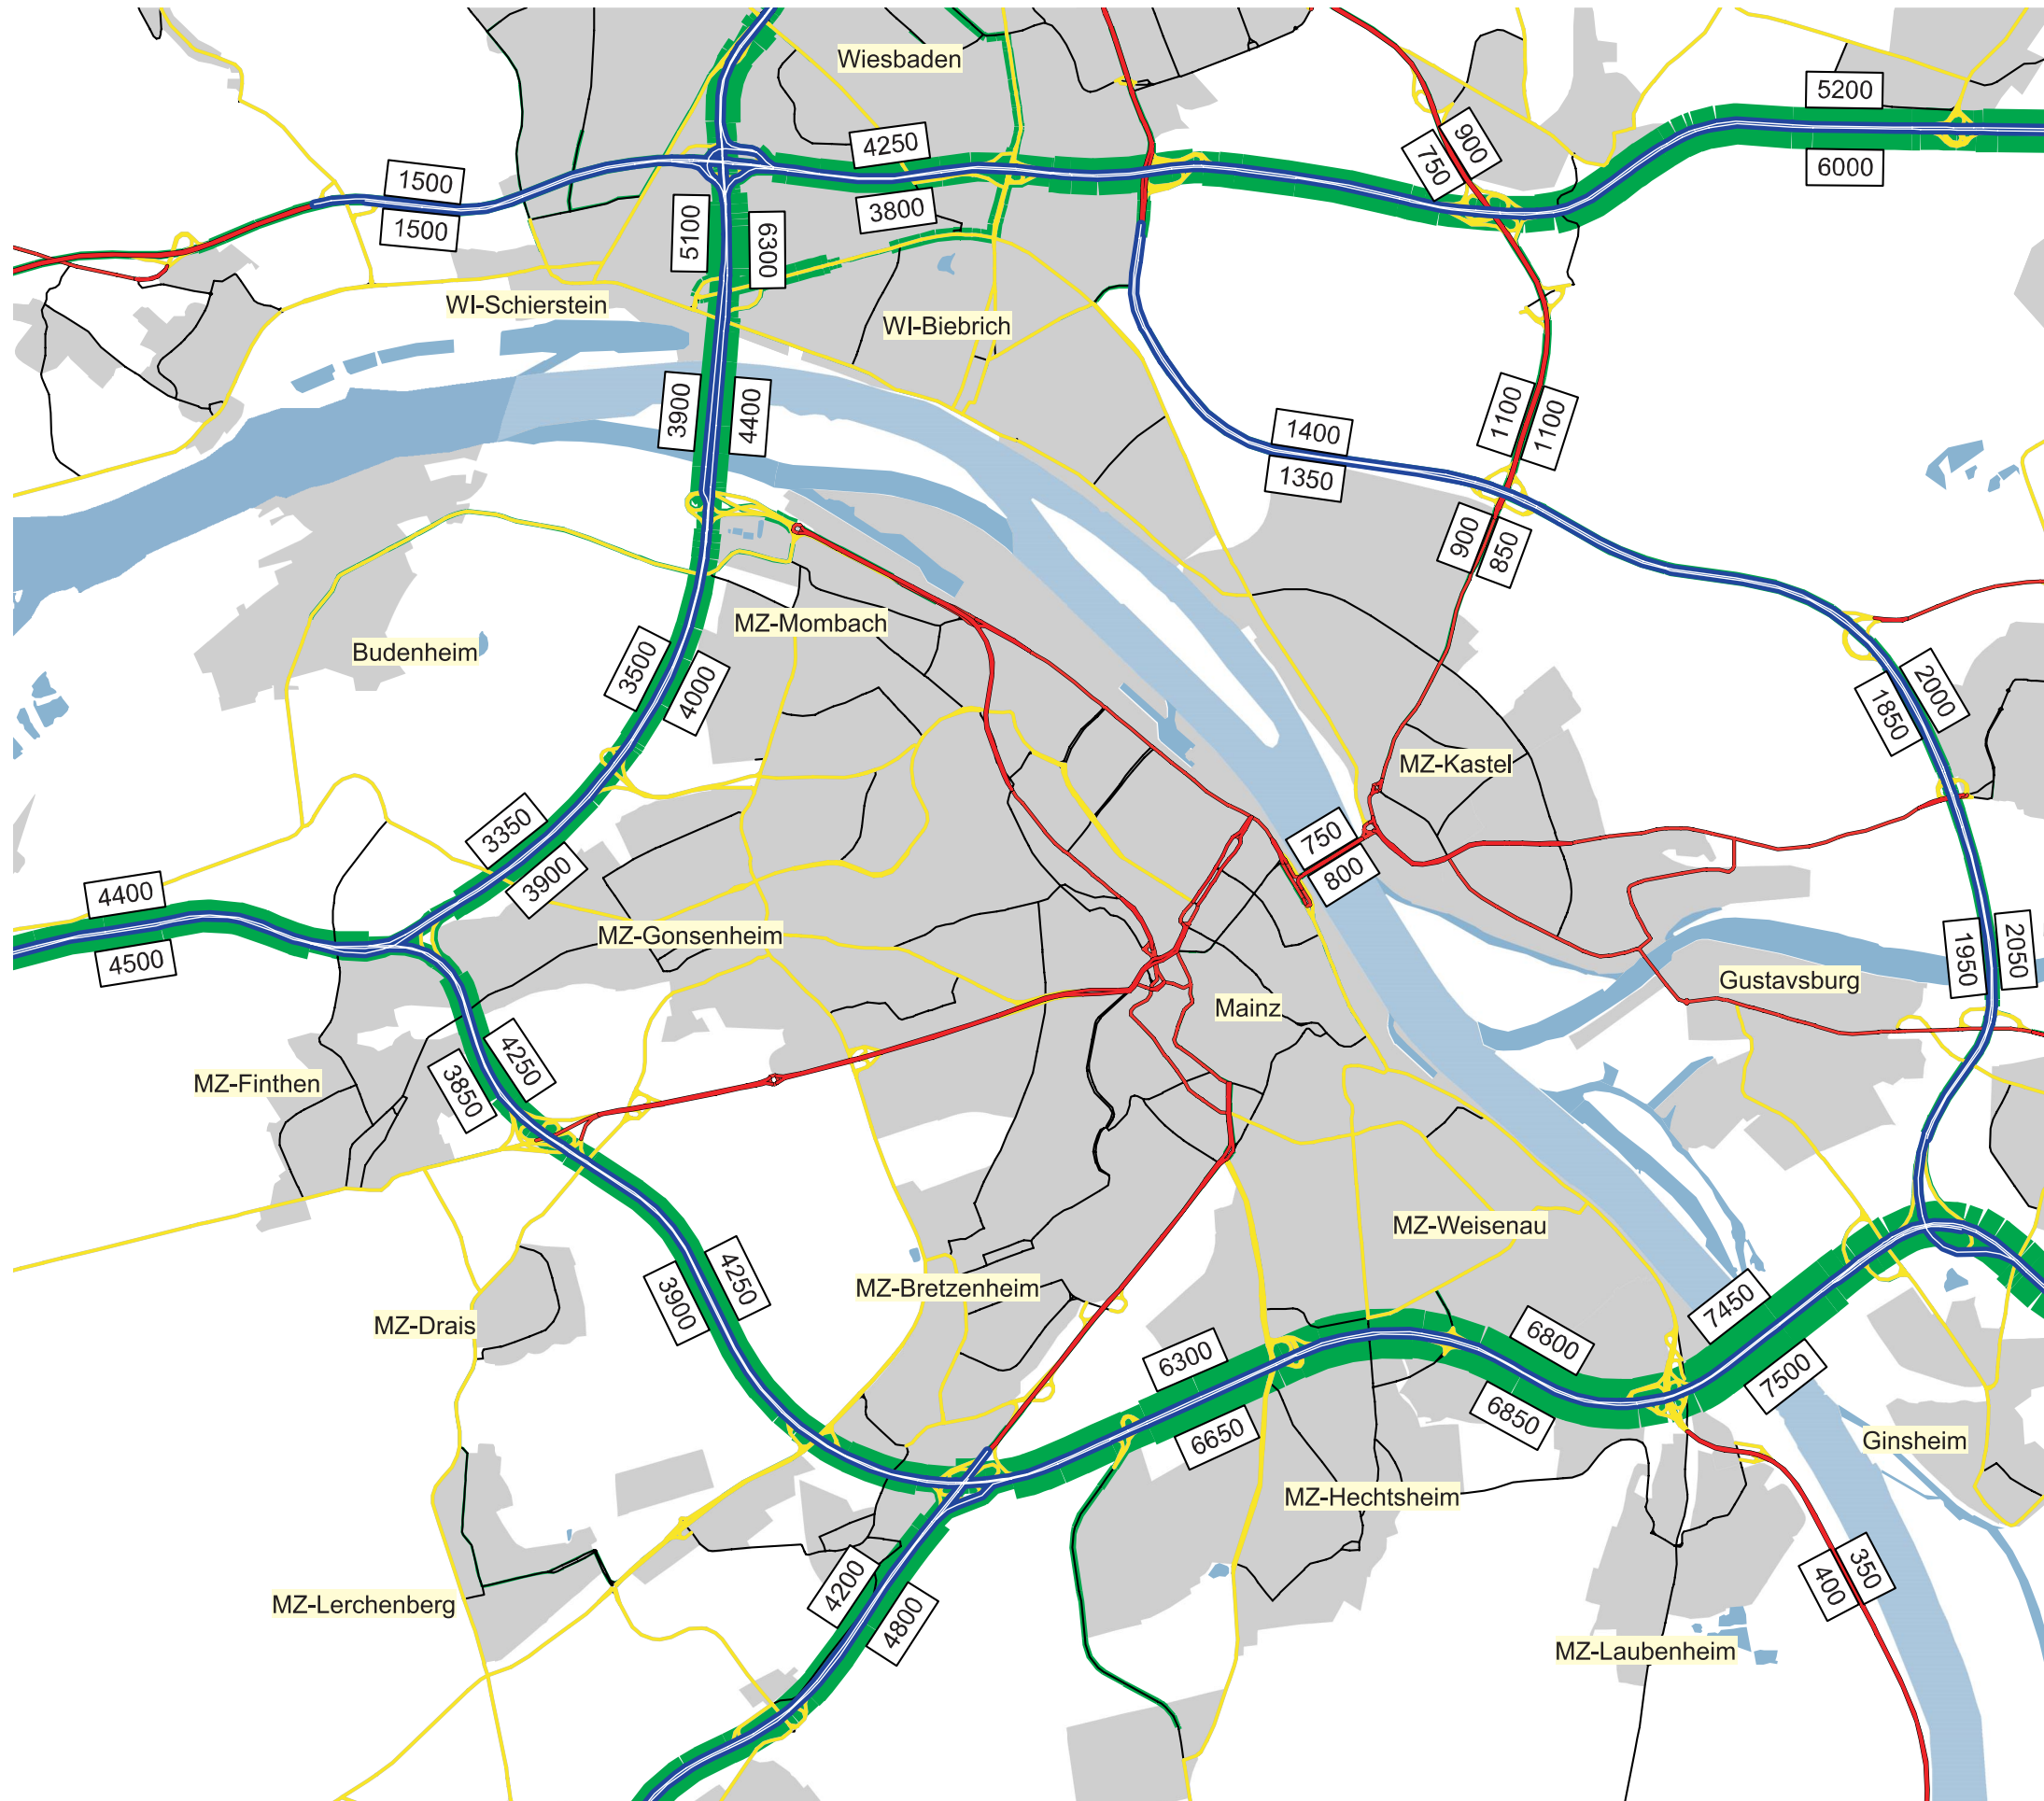 Wiesbaden
5200
6000
4250
3800
900
750
1500
1500
5100
6300
WI-Schierstein
WI-Biebrich
3900
4400
1100
1100
1400
1350
900
850
MZ-Mombach
Budenheim
3500
4000
2000
1850
MZ-Kastel
3350
3900
750
800
4400
4500
MZ-Gonsenheim
1950
2050
Gustavsburg
Mainz
4250
3850
MZ-Finthen
MZ-Weisenau
4250
3900
MZ-Bretzenheim
MZ-Drais
7450
7500
6300
6650
6800
6850
Ginsheim
MZ-Hechtsheim
4200
4800
350
400
MZ-Lerchenberg
MZ-Laubenheim